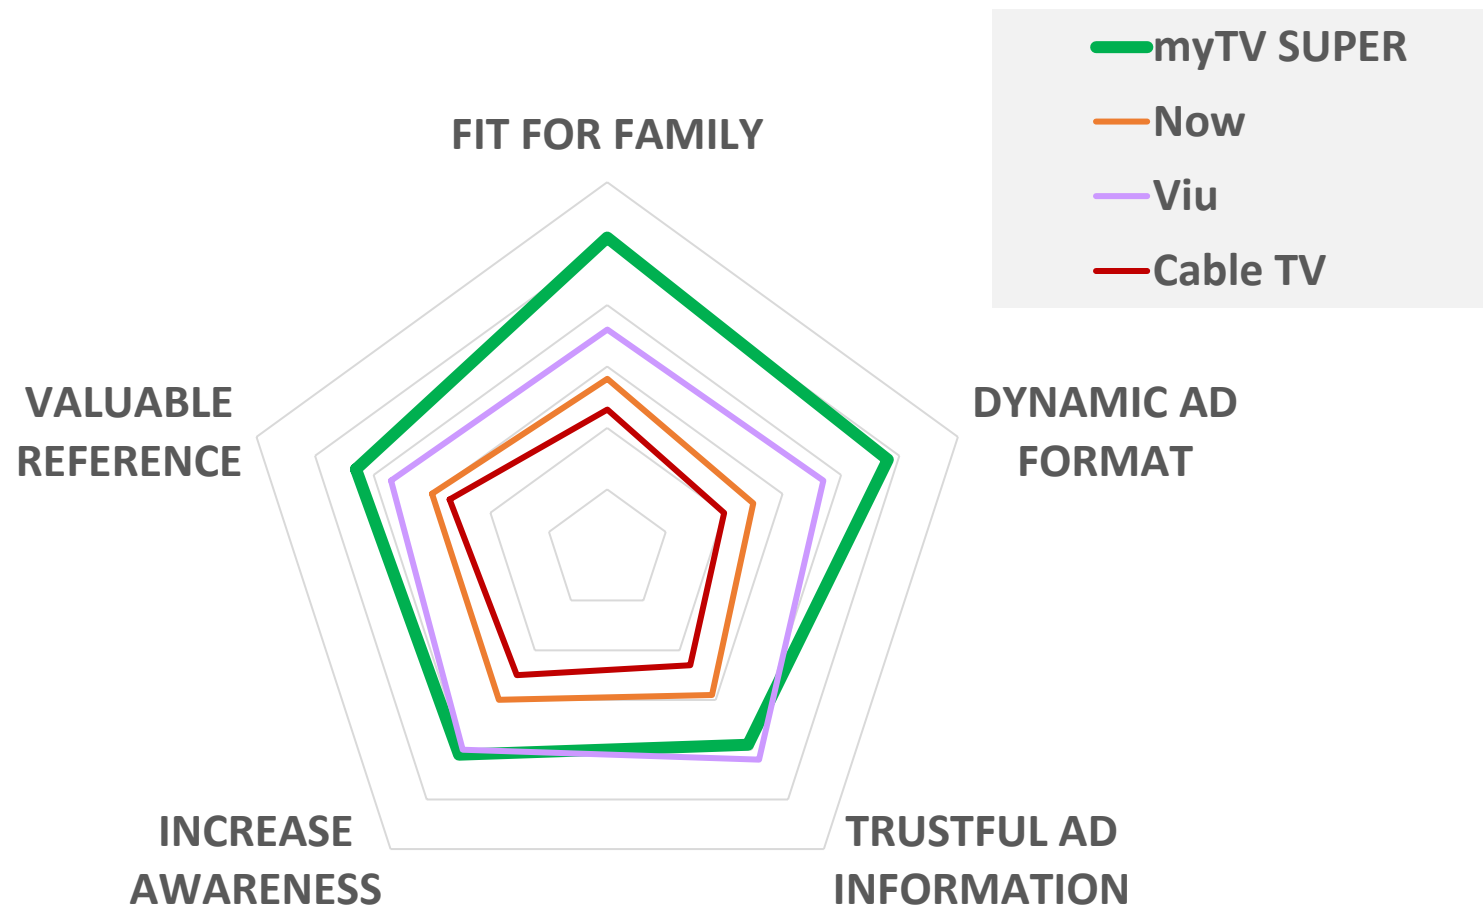 myTV SUPER
Now
Viu
Cable TV
FIT FOR FAMILY
DYNAMIC AD
FORMAT
TRUSTFUL AD
INFORMATION
INCREASE
AWARENESS
VALUABLE
REFERENCE